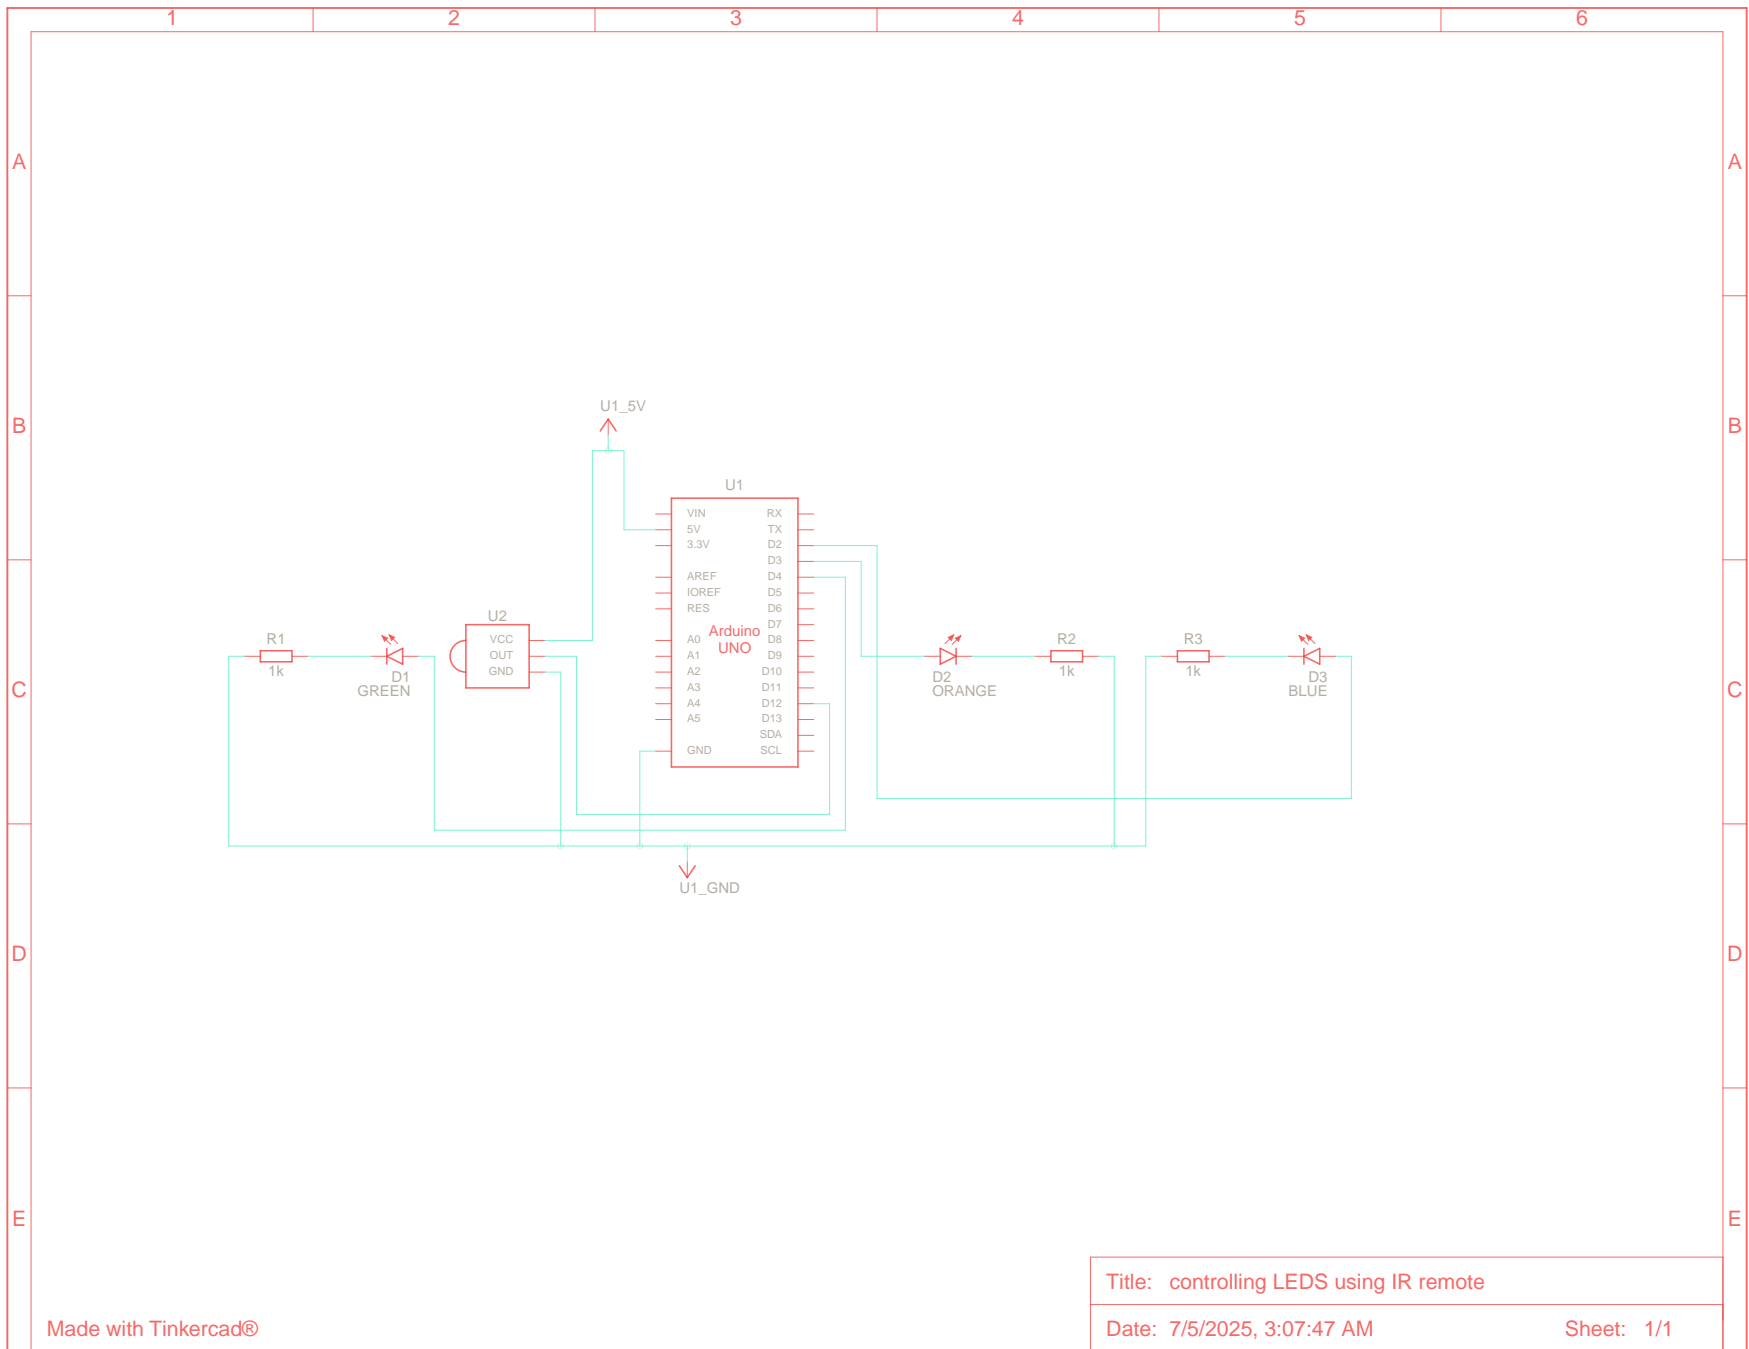 1 2 3 4 5 6
A A
B B
U1_5V
U1
VIN RX
5V TX
3.3V D2
D3
AREF D4
IOREF D5
RES D6
D7
A0 D8
A1 D9
A2 D10
A3 D11
A4 D12
A5 D13
SDA
GND SCL
Arduino
UNO
U2
VCC
OUT
GND
R1
1k
D1
GREEN
D2
ORANGE
R2
1k
R3
1k
D3
BLUE
C C
U1_GND
D D
E E
Title: controlling LEDS using IR remote
Made with Tinkercad®
Date: 7/5/2025, 3:07:47 AM Sheet: 1/1